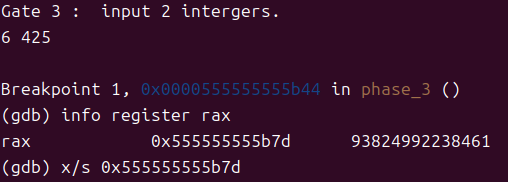 Gate 3 :  input 2 intergers.
6 425

Breakpoint 1, 0x0000555555555b44 in phase_3 ()
(gdb) info register rax
rax            0x555555555b7d      93824992238461
(gdb) x/s 0x555555555b7d